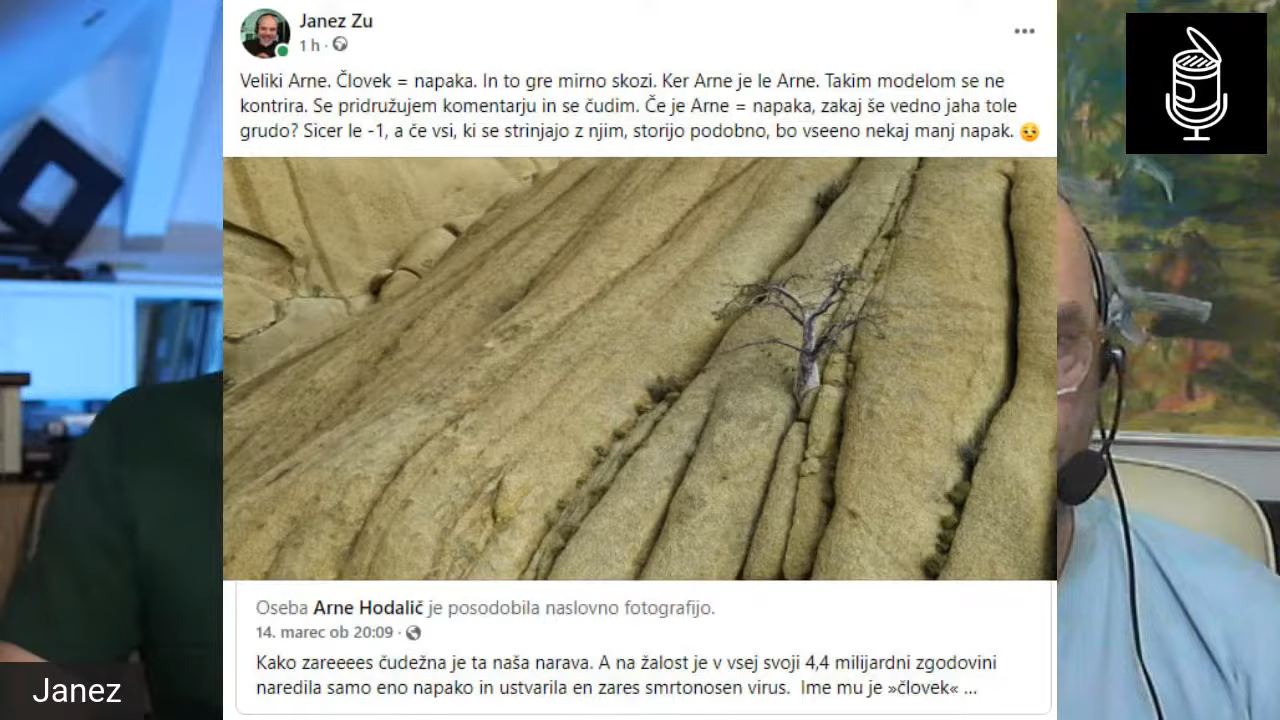 Janez Zu
1 h ·
Veliki Arne. Človek = napaka. In to gre mirno skozi. Ker Arne je le Arne. Takim modelom se ne
kontrira. Se pridružujem komentarju in se čudim. Če je Arne = napaka, zakaj še vedno jaha tole
grudo? Sicer le -1, a če vsi, ki se strinjajo z njim, storijo podobno, bo vseeno nekaj manj napak. 😕
Oseba Arne Hodalič je posodobila naslovno fotografijo.
14. marec ob 20:09 ·
Kako zareeees čudežna je ta naša narava. A na žalost je v vsej svoji 4,4 milijardni zgodovini
naredila samo eno napako in ustvarila en zares smrtonosen virus. Ime mu je »človek« ...
Janez